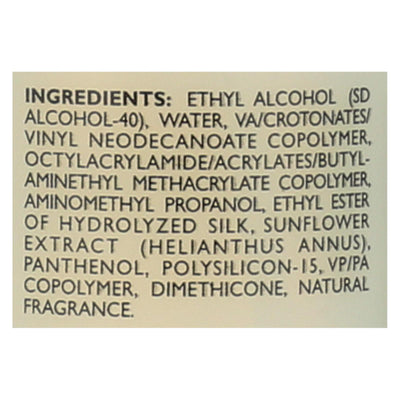 INGREDIENTS: ETHYL ALCOHOL (SD
ALCOHOL-40), WATER, VA/CROTONATES/
VINYL NEODECANOATE COPOLYMER,
OCTYLACRYLAMIDE/ACRYLATES/BUTYL-
AMINETHYL METHACRYLATE COPOLYMER,
AMINOMETHYL PROPANOL, ETHYL ESTER
OF HYDROLYZED SILK, SUNFLOWER
EXTRACT (HELIANTHUS ANNUS),
PANTHENOL, POLYSILICON-15, VP/PA
COPOLYMER, DIMETHICONE, NATURAL
FRAGRANCE.